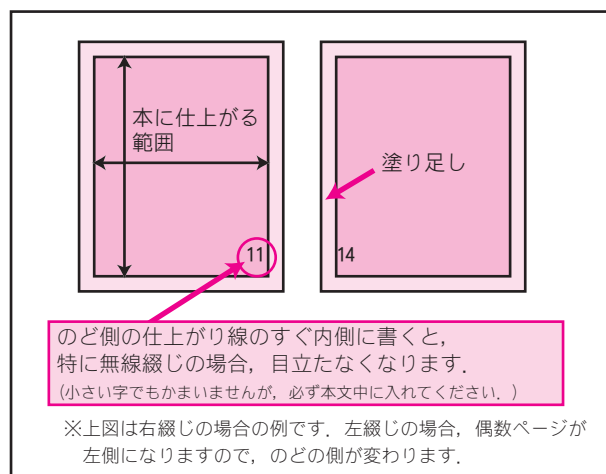 本に仕上がる
範囲
塗り足し
11
14
のど側の仕上がり線のすぐ内側に書くと，
特に無線綴じの場合，目立たなくなります．
(小さい字でもかまいませんが，必ず本文中に入れてください．)
※上図は右綴じの場合の例です．左綴じの場合，偶数ページが
左側になりますので，のどの側が変わります．